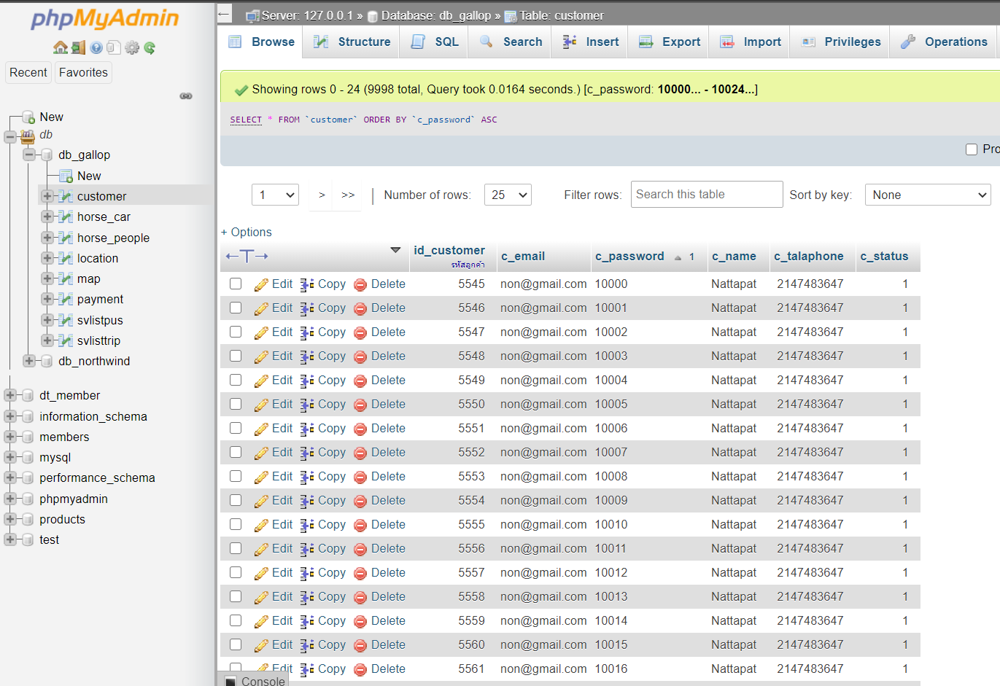 phpMyAdmin
Recent Favorites
New
db
db_gallop
New
customer
horse_car
horse_people
location
map
payment
svlistpus
svlisttrip
db_northwind
dt_member
information_schema
members
mysql
performance_schema
phpmyadmin
products
test
Server: 127.0.0.1 » Database: db_gallop » Table: customer
Browse Structure SQL Search Insert Export Import Privileges Operations
Showing rows 0 - 24 (9998 total, Query took 0.0164 seconds.) [c_password: 10000... - 10024...]
SELECT * FROM `customer` ORDER BY `c_password` ASC
Pro
1 > >> | Number of rows: 25 Filter rows: Search this table Sort by key: None
+ Options
id_customer c_email c_password 1 c_name c_talaphone c_status
รหัสลูกค้า
Edit Copy Delete 5545 non@gmail.com 10000 Nattapat 2147483647 1
Edit Copy Delete 5546 non@gmail.com 10001 Nattapat 2147483647 1
Edit Copy Delete 5547 non@gmail.com 10002 Nattapat 2147483647 1
Edit Copy Delete 5548 non@gmail.com 10003 Nattapat 2147483647 1
Edit Copy Delete 5549 non@gmail.com 10004 Nattapat 2147483647 1
Edit Copy Delete 5550 non@gmail.com 10005 Nattapat 2147483647 1
Edit Copy Delete 5551 non@gmail.com 10006 Nattapat 2147483647 1
Edit Copy Delete 5552 non@gmail.com 10007 Nattapat 2147483647 1
Edit Copy Delete 5553 non@gmail.com 10008 Nattapat 2147483647 1
Edit Copy Delete 5554 non@gmail.com 10009 Nattapat 2147483647 1
Edit Copy Delete 5555 non@gmail.com 10010 Nattapat 2147483647 1
Edit Copy Delete 5556 non@gmail.com 10011 Nattapat 2147483647 1
Edit Copy Delete 5557 non@gmail.com 10012 Nattapat 2147483647 1
Edit Copy Delete 5558 non@gmail.com 10013 Nattapat 2147483647 1
Edit Copy Delete 5559 non@gmail.com 10014 Nattapat 2147483647 1
Edit Copy Delete 5560 non@gmail.com 10015 Nattapat 2147483647 1
Edit Copy Delete 5561 non@gmail.com 10016 Nattapat 2147483647 1
Console